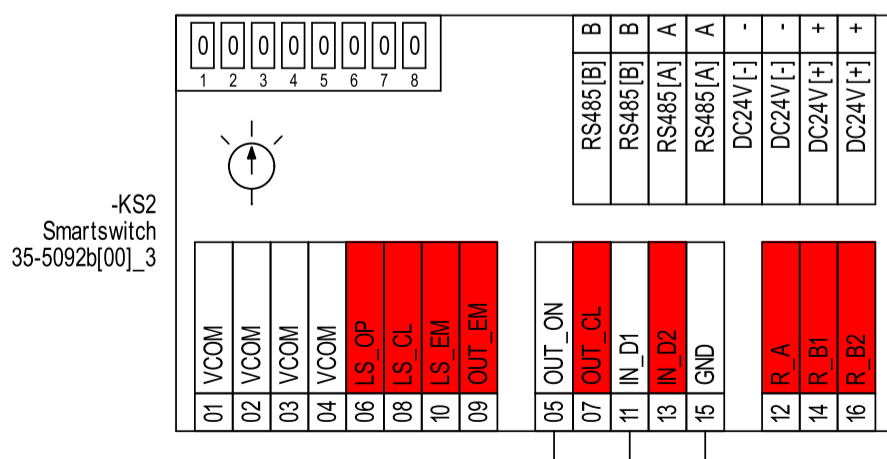 0 0 0 0 0 0 0 0
1 2 3 4 5 6 7 8
B B A A - - + +
RS485[B] RS485[B] RS485[A] RS485[A] DC24V[-] DC24V[-] DC24V[+] DC24V[+]
-KS2
Smartswitch
35-5092b[00]_3
VCOM VCOM VCOM VCOM LS_OP LS_CL LS_EM OUT_EM OUT_ON OUT_CL IN_D1 IN_D2 GND R_A R_B1 R_B2
01 02 03 04 06 08 10 09 05 07 11 13 15 12 14 16